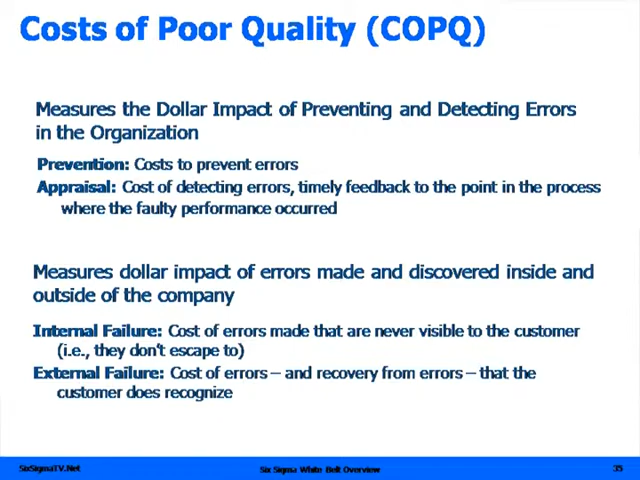 Costs of Poor Quality (COPQ)
Measures the Dollar Impact of Preventing and Detecting Errors
in the Organization
Prevention: Costs to prevent errors
Appraisal: Cost of detecting errors, timely feedback to the point in the process
where the faulty performance occurred
Measures dollar impact of errors made and discovered inside and
outside of the company
Internal Failure: Cost of errors made that are never visible to the customer
(i.e., they don't escape to)
External Failure: Cost of errors – and recovery from errors – that the
customer does recognize
SixSigmaTV.Net
Six Sigma White Belt Overview
35